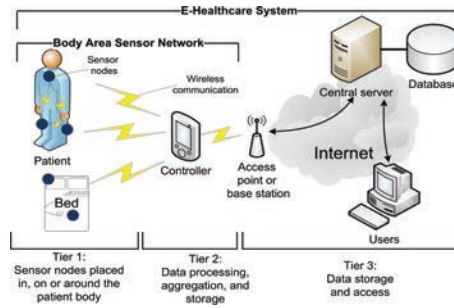 E-Healthcare System
Body Area Sensor Network
Sensor
nodes
Wireless
communication
Central server
Database
Patient
Controller
Access
point or
base station
Internet
Bed
Users
Tier 1:
Sensor nodes placed
in, on or around the
patient body
Tier 2:
Data processing,
aggregation, and
storage
Tier 3:
Data storage
and access